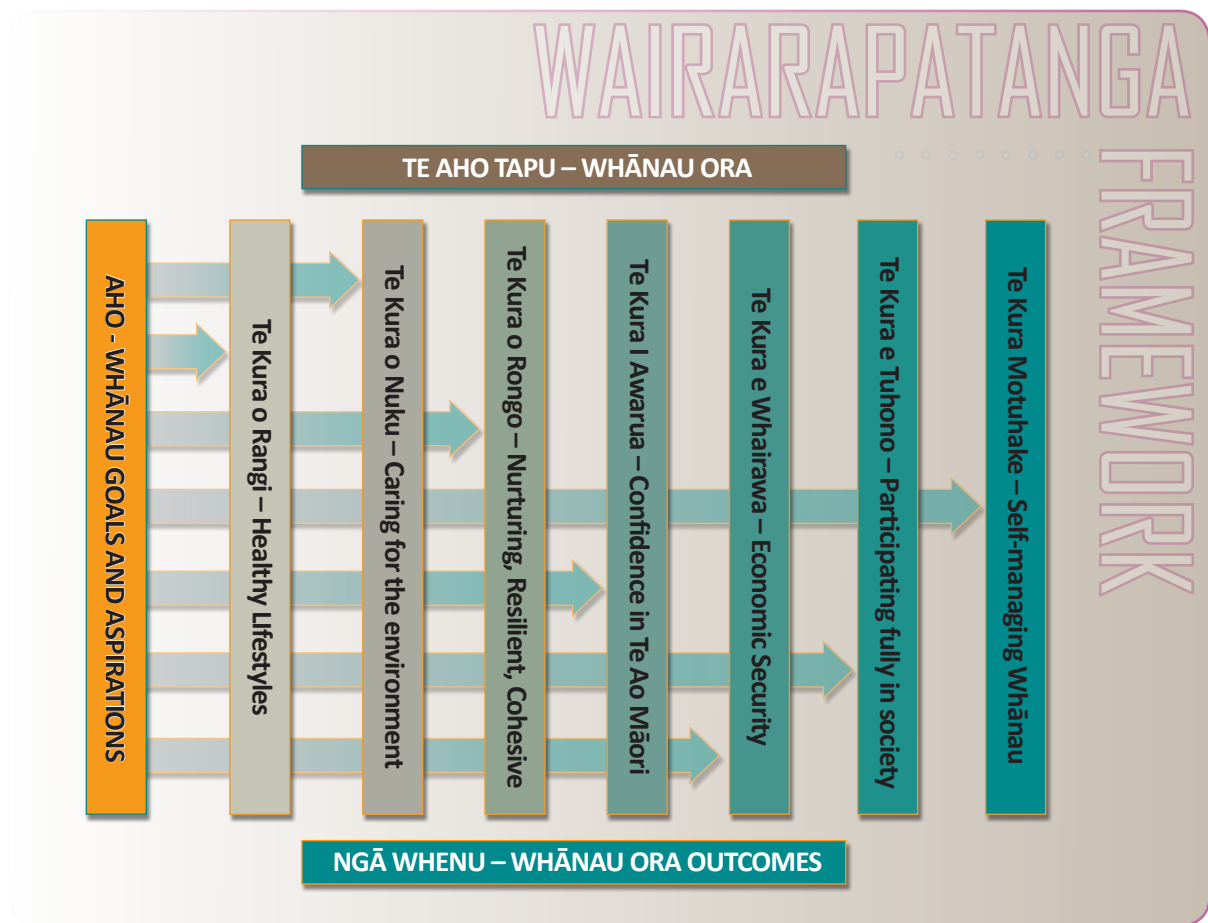 WAIRARAPATANGA
FRAMEWORK
TE AHO TAPU – WHĀNAU ORA
AHO - WHĀNAU GOALS AND ASPIRATIONS
Te Kura o Rangi – Healthy LIfestyles
Te Kura o Nuku – Caring for the environment
Te Kura o Rongo – Nurturing, Resilient, Cohesive
Te Kura I Awarua – Confidence in Te Ao Māori
Te Kura e Whairawa – Economic Security
Te Kura e Tuhono – Participating fully in society
Te Kura Motuhake – Self-managing Whānau
NGĀ WHENU – WHĀNAU ORA OUTCOMES